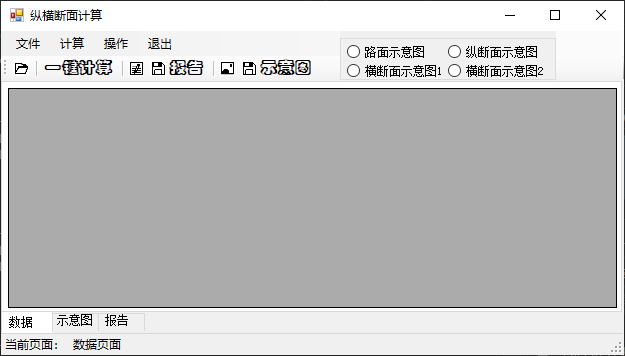 纵横断面计算
文件 计算 操作 退出
路面示意图 纵断面示意图
一键计算 报告 示意图
横断面示意图1 横断面示意图2
数据 示意图 报告
当前页面: 数据页面